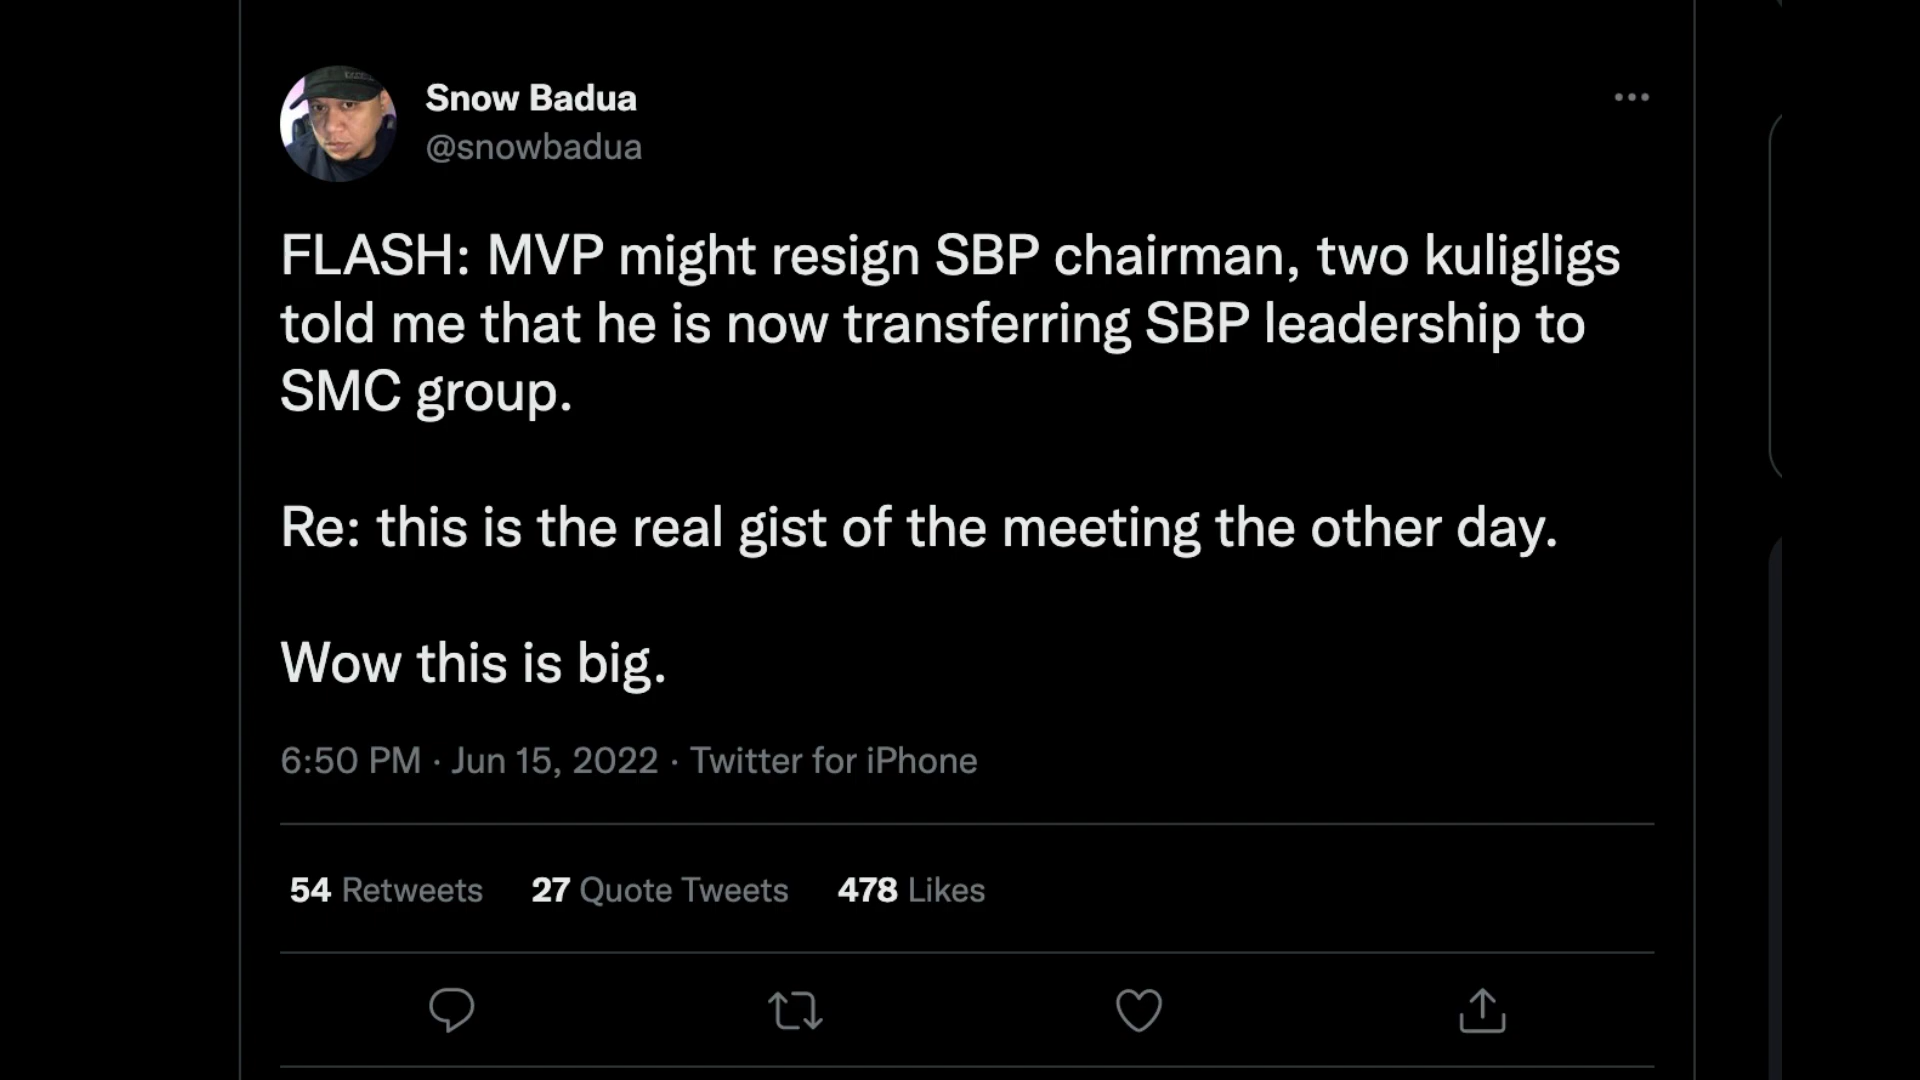 Snow Badua
@snowbadua
FLASH: MVP might resign SBP chairman, two kuligligs
told me that he is now transferring SBP leadership to
SMC group.
Re: this is the real gist of the meeting the other day.
Wow this is big.
6:50 PM · Jun 15, 2022 · Twitter for iPhone
54 Retweets 27 Quote Tweets 478 Likes